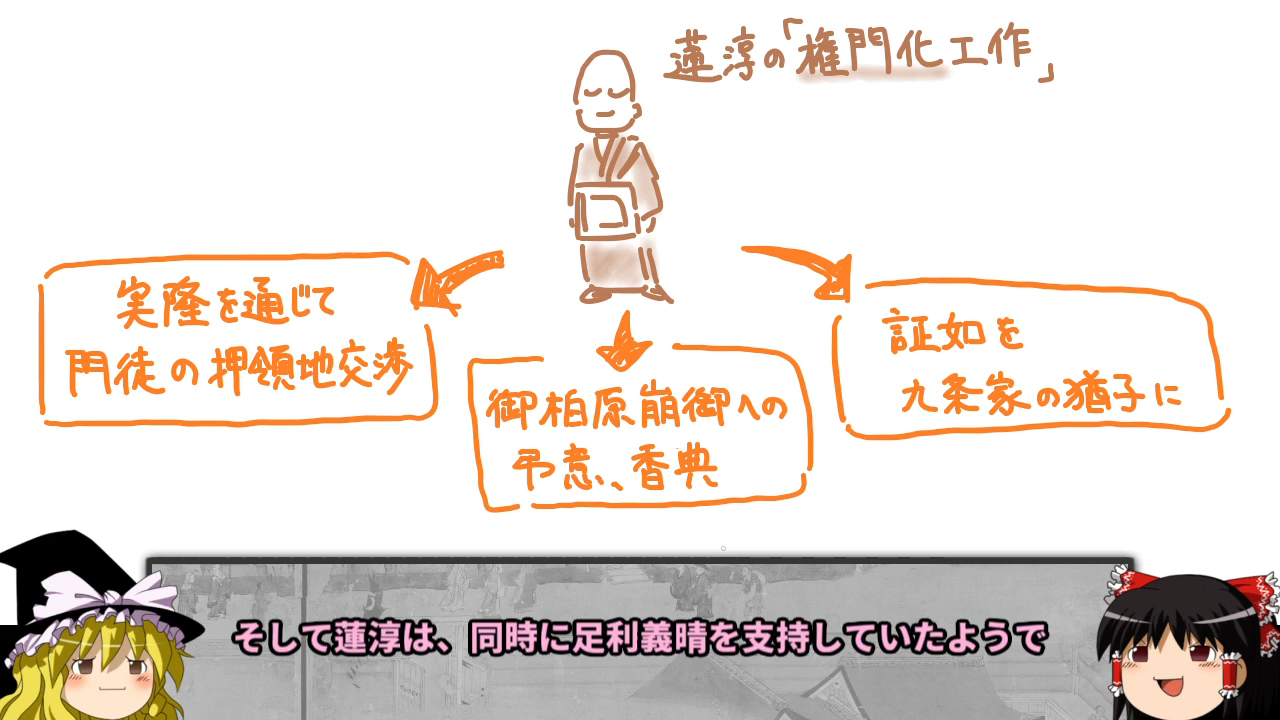 蓮淳の「権門化工作」
実隆を通じて
門徒の押領地交渉
御柏原崩御への
弔意、香典
証如を
九条家の猶子に
そして蓮淳は、同時に足利義晴を支持していたようで